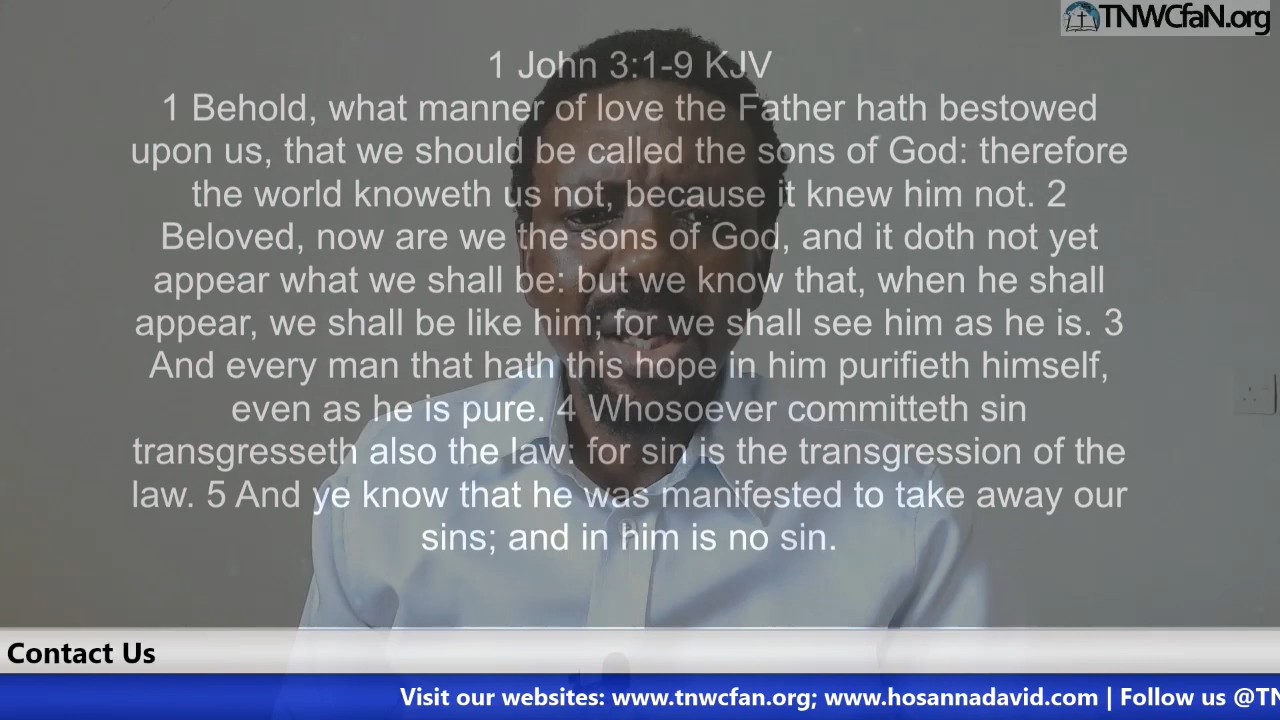 TNWCfaN.org
1 John 3:1-9 KJV
1 Behold, what manner of love the Father hath bestowed
upon us, that we should be called the sons of God: therefore
the world knoweth us not, because it knew him not. 2
Beloved, now are we the sons of God, and it doth not yet
appear what we shall be: but we know that, when he shall
appear, we shall be like him; for we shall see him as he is. 3
And every man that hath this hope in him purifieth himself,
even as he is pure. 4 Whosoever committeth sin
transgresseth also the law: for sin is the transgression of the
law. 5 And ye know that he was manifested to take away our
sins; and in him is no sin.
Contact Us
Visit our websites: www.tnwcfan.org; www.hosannadavid.com | Follow us @TN